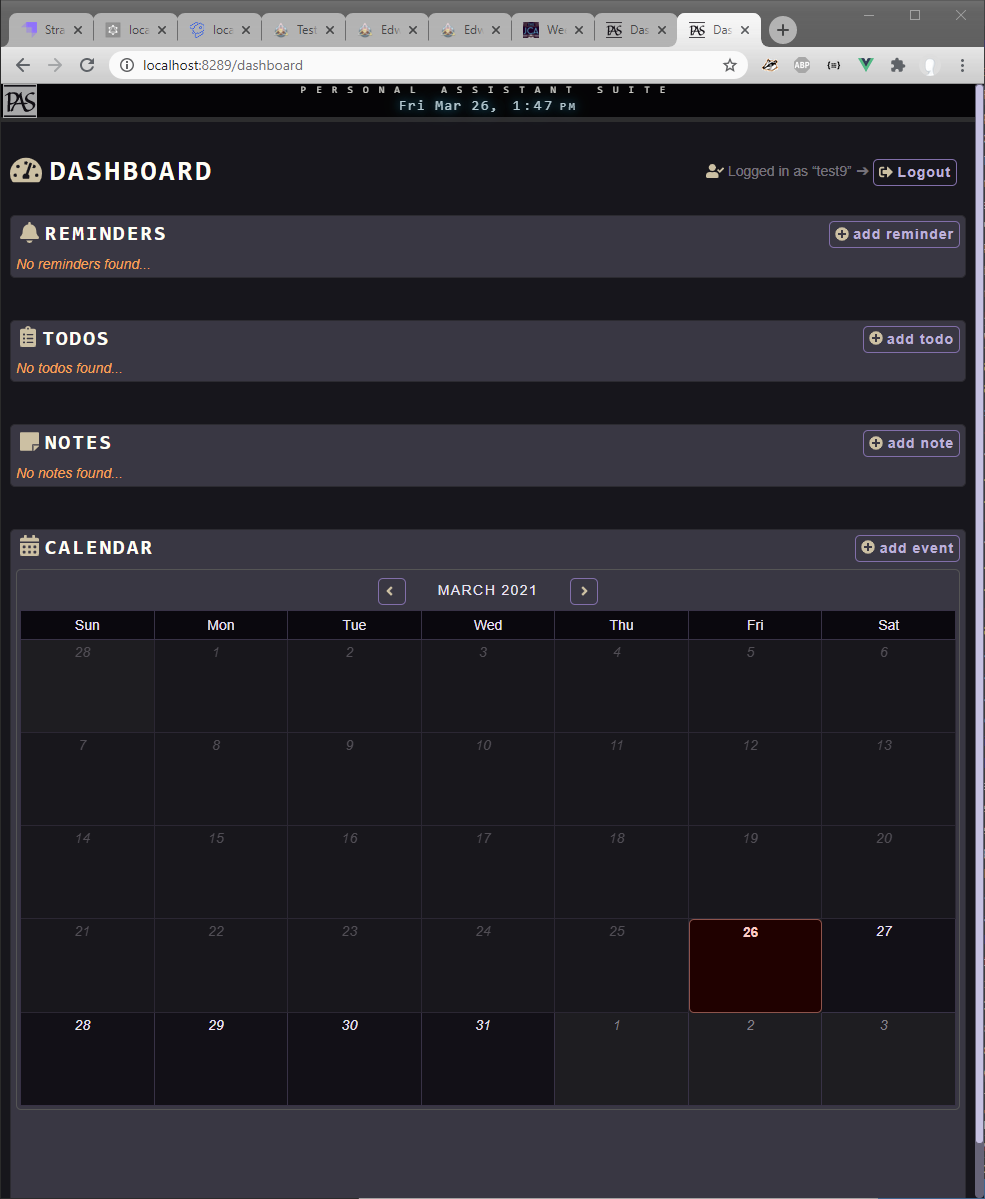 Stra
loca
loca
Test
Edw
Edw
Wee
Das
Das
localhost:8289/dashboard
ABP
PAS
PERSONAL ASSISTANT SUITE
Fri Mar 26, 1:47 PM
DASHBOARD
Logged in as “test9” ➔ Logout
REMINDERS
add reminder
No reminders found...
TODOS
add todo
No todos found...
NOTES
add note
No notes found...
CALENDAR
add event
MARCH 2021
Sun Mon Tue Wed Thu Fri Sat
28 1 2 3 4 5 6
7 8 9 10 11 12 13
14 15 16 17 18 19 20
21 22 23 24 25 26 27
28 29 30 31 1 2 3